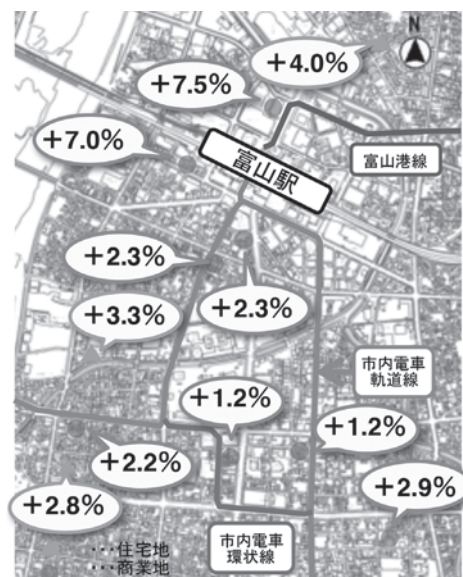 N
+4.0%
+7.5%
+7.0%
富山駅
富山港線
+2.3%
+2.3%
+3.3%
市内電車
軌道線
+1.2%
+1.2%
+2.2%
+2.9%
+2.8%
市内電車
環状線
…住宅地
…商業地